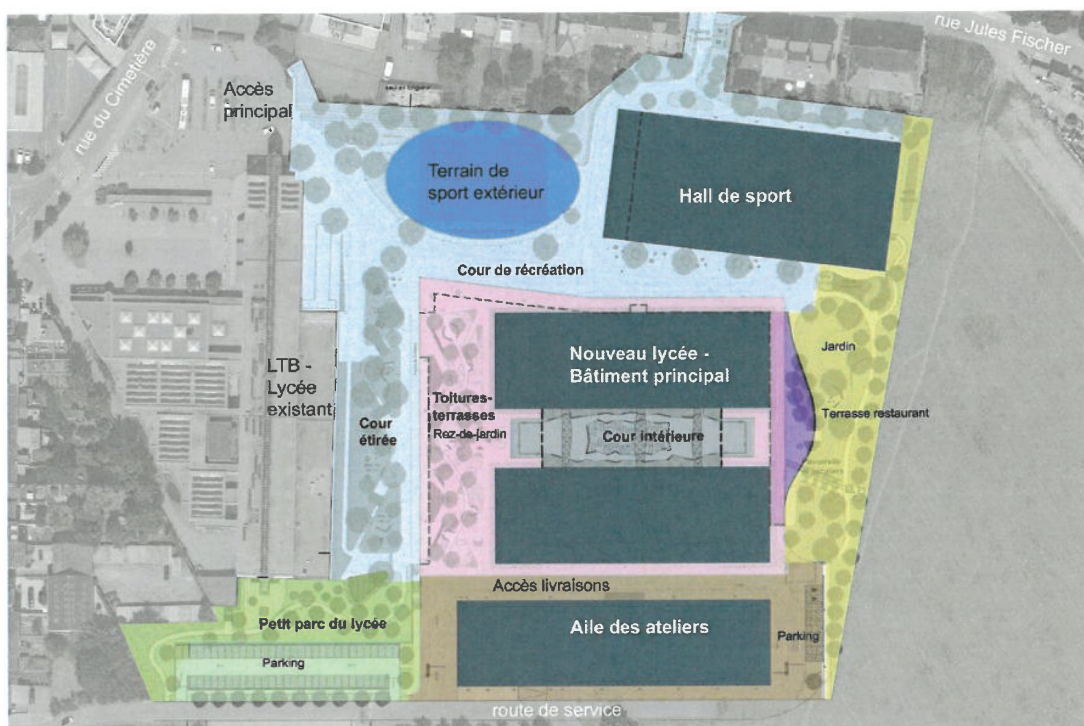 rue Jules Fischer
rue du Cimetière
Accès
principal
Terrain de
sport extérieur
Hall de sport
Cour de récréation
Nouveau lycée -
Bâtiment principal
Jardin
LTB -
Lycée
existant
Toitures-
terrasses
Rez-de-jardin
Terrasse restaurant
Cour
étirée
Cour intérieure
Accès livraisons
Petit parc du lycée
Aile des ateliers
Parking
Parking
route de service